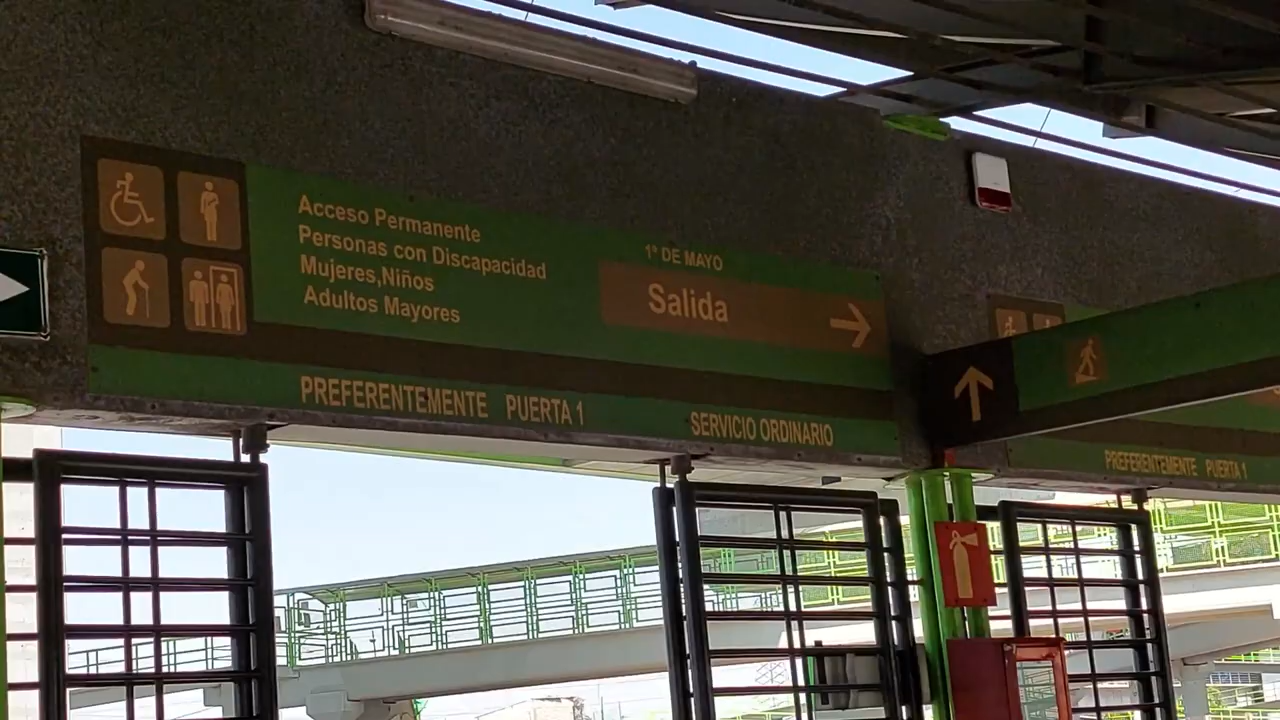 Acceso Permanente
Personas con Discapacidad
Mujeres,Niños
Adultos Mayores
1º DE MAYO
Salida
PREFERENTEMENTE PUERTA 1
SERVICIO ORDINARIO
PREFERENTEMENTE PUERTA 1